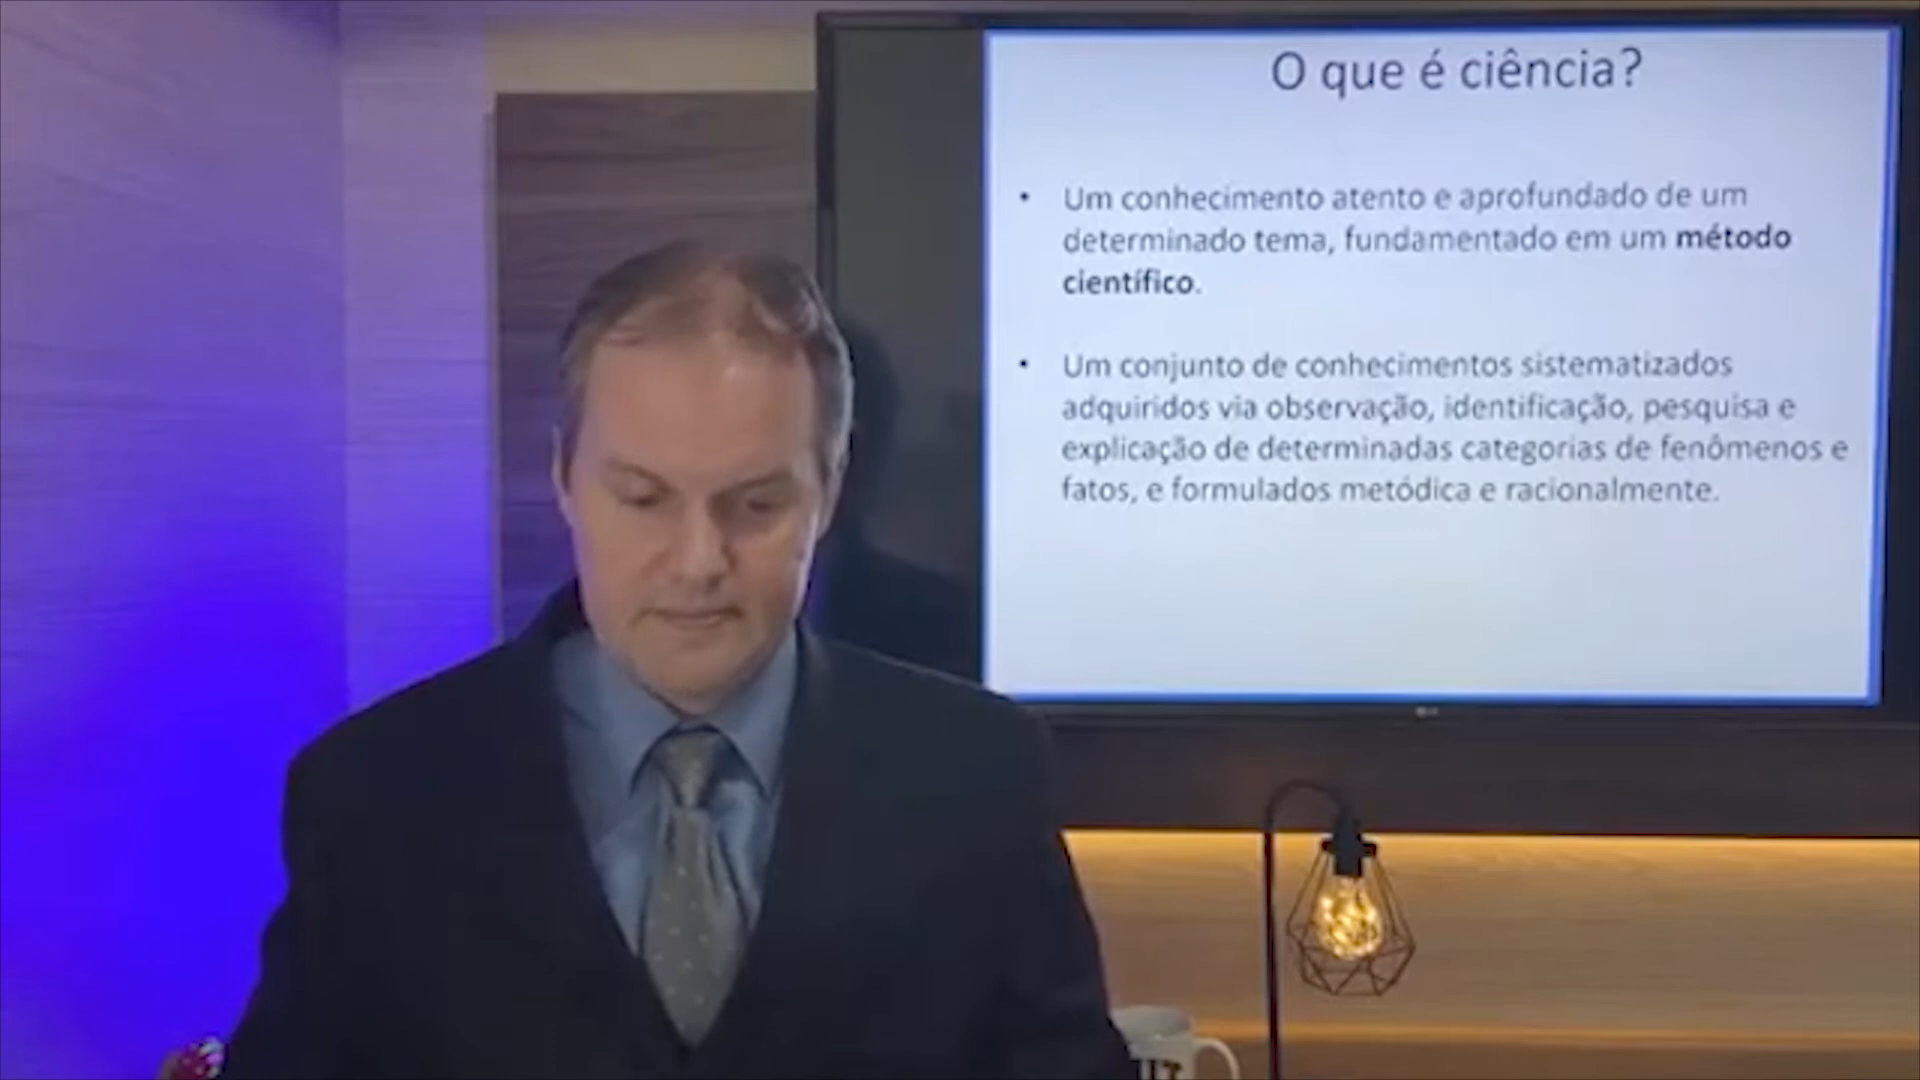 O que é ciência?
• Um conhecimento atento e aprofundado de um
determinado tema, fundamentado em um método
científico.
• Um conjunto de conhecimentos sistematizados
adquiridos via observação, identificação, pesquisa e
explicação de determinadas categorias de fenômenos e
fatos, e formulados metódica e racionalmente.